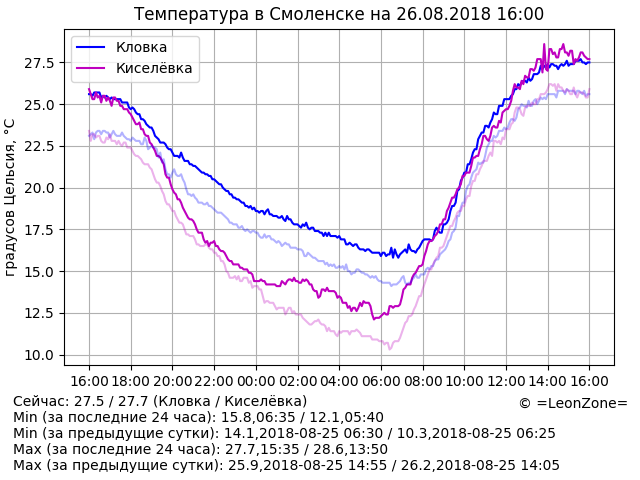 Температура в Смоленске на 26.08.2018 16:00
Кловка
Киселёвка
градусов Цельсия, °C
27.5
25.0
22.5
20.0
17.5
15.0
12.5
10.0
16:00 18:00 20:00 22:00 00:00 02:00 04:00 06:00 08:00 10:00 12:00 14:00 16:00
Сейчас: 27.5 / 27.7 (Кловка / Киселёвка)
© =LeonZone=
Min (за последние 24 часа): 15.8,06:35 / 12.1,05:40
Min (за предыдущие сутки): 14.1,2018-08-25 06:30 / 10.3,2018-08-25 06:25
Max (за последние 24 часа): 27.7,15:35 / 28.6,13:50
Max (за предыдущие сутки): 25.9,2018-08-25 14:55 / 26.2,2018-08-25 14:05